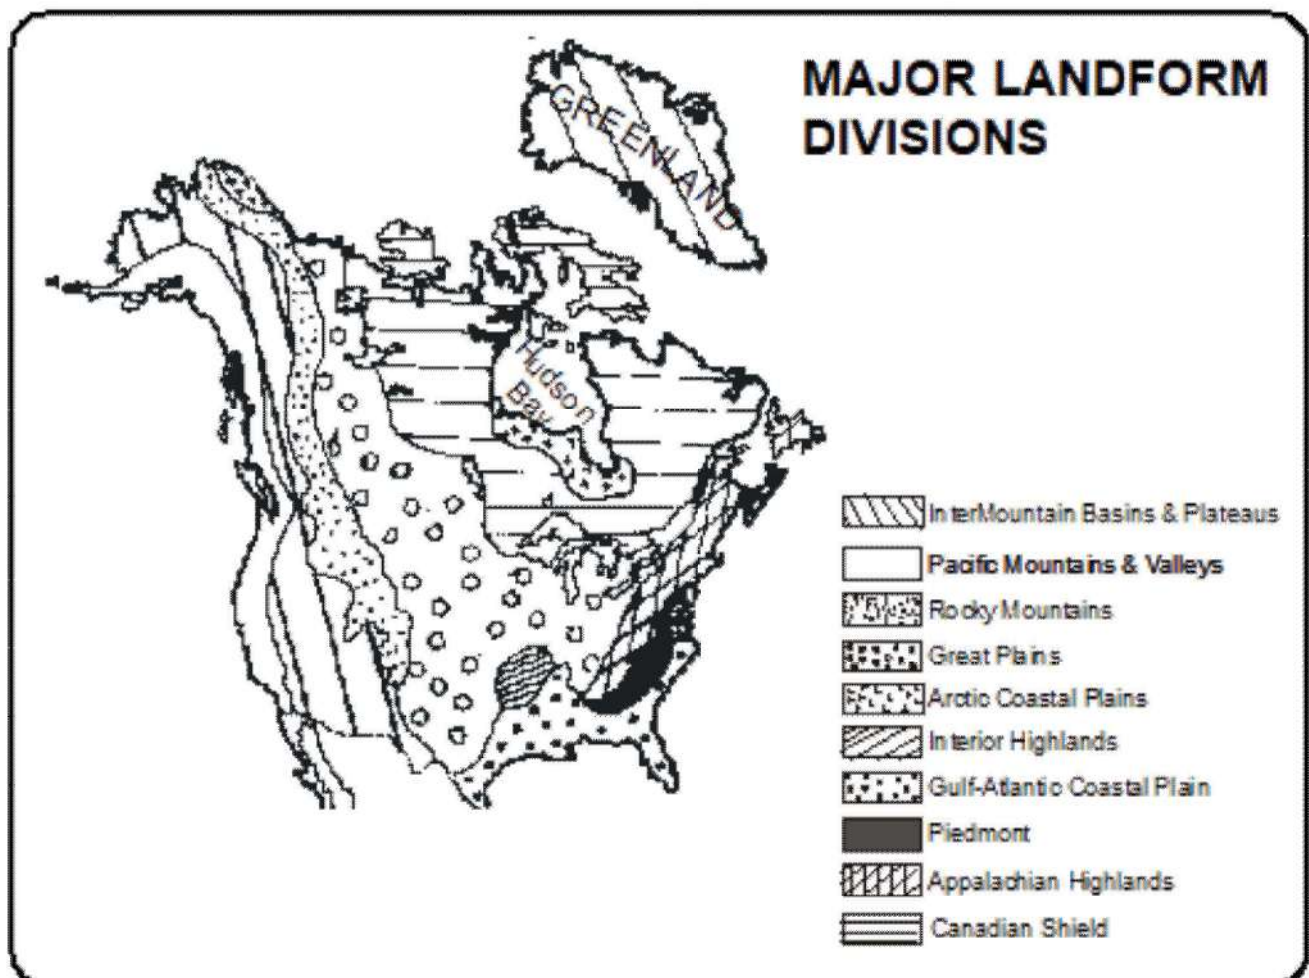 MAJOR LANDFORM
DIVISIONS
GREENLAND
Hudson
Bay
InterMountain Basins & Plateaus
Pacific Mountains & Valleys
Rocky Mountains
Great Plains
Arctic Coastal Plains
Interior Highlands
Gulf-Atlantic Coastal Plain
Piedmont
Appalachian Highlands
Canadian Shield